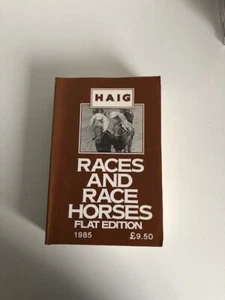 HAIG
RACES
AND
RACE
HORSES
FLAT EDITION
1985 £9.50